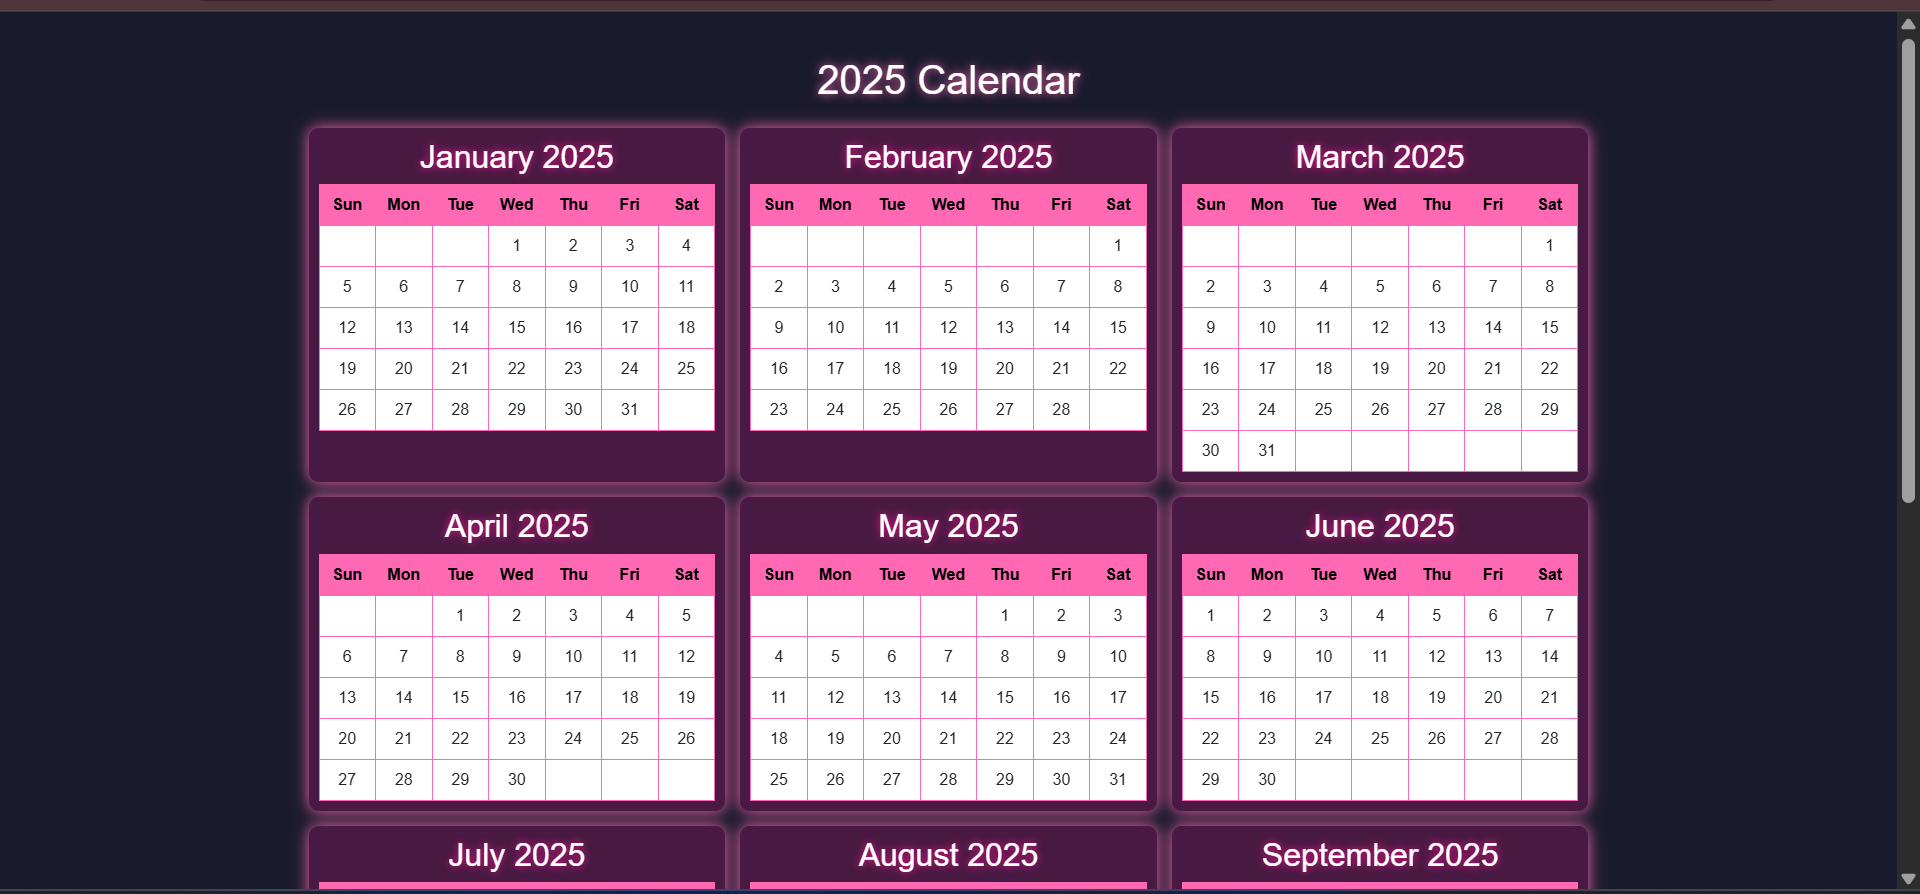 2025 Calendar
January 2025
Sun Mon Tue Wed Thu Fri Sat
1 2 3 4
5 6 7 8 9 10 11
12 13 14 15 16 17 18
19 20 21 22 23 24 25
26 27 28 29 30 31
February 2025
Sun Mon Tue Wed Thu Fri Sat
1
2 3 4 5 6 7 8
9 10 11 12 13 14 15
16 17 18 19 20 21 22
23 24 25 26 27 28
March 2025
Sun Mon Tue Wed Thu Fri Sat
1
2 3 4 5 6 7 8
9 10 11 12 13 14 15
16 17 18 19 20 21 22
23 24 25 26 27 28 29
30 31
April 2025
Sun Mon Tue Wed Thu Fri Sat
1 2 3 4 5
6 7 8 9 10 11 12
13 14 15 16 17 18 19
20 21 22 23 24 25 26
27 28 29 30
May 2025
Sun Mon Tue Wed Thu Fri Sat
1 2 3
4 5 6 7 8 9 10
11 12 13 14 15 16 17
18 19 20 21 22 23 24
25 26 27 28 29 30 31
June 2025
Sun Mon Tue Wed Thu Fri Sat
1 2 3 4 5 6 7
8 9 10 11 12 13 14
15 16 17 18 19 20 21
22 23 24 25 26 27 28
29 30
July 2025
August 2025
September 2025